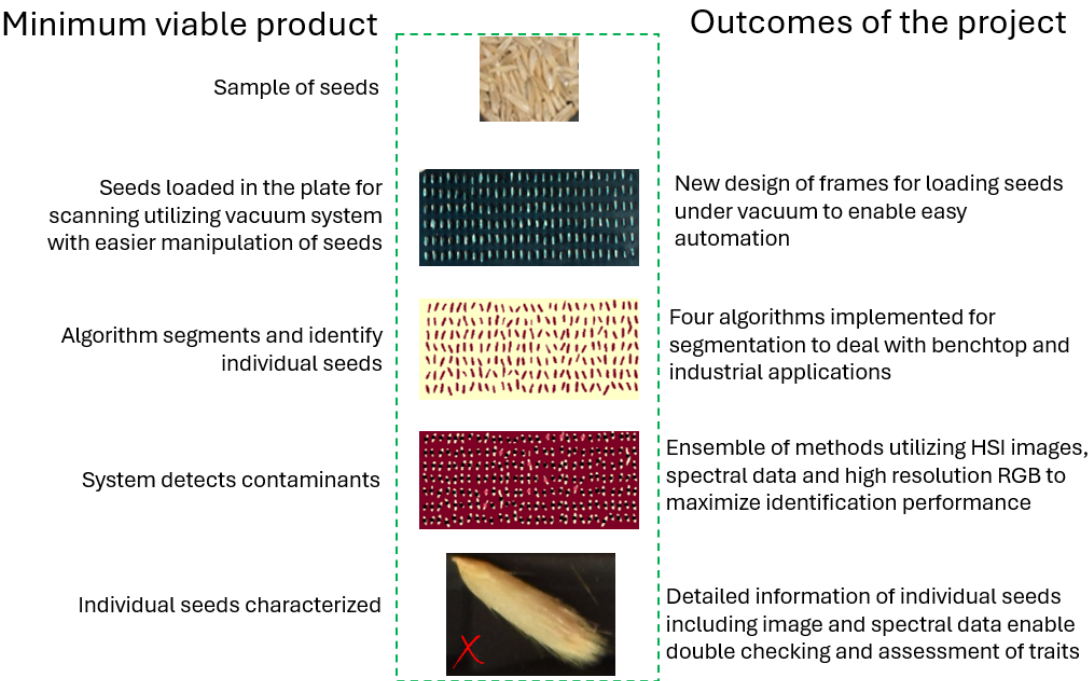 Minimum viable product
Outcomes of the project
Sample of seeds
Seeds loaded in the plate for
scanning utilizing vacuum system
with easier manipulation of seeds
New design of frames for loading seeds
under vacuum to enable easy
automation
Algorithm segments and identify
individual seeds
Four algorithms implemented for
segmentation to deal with benchtop and
industrial applications
System detects contaminants
Ensemble of methods utilizing HSI images,
spectral data and high resolution RGB to
maximize identification performance
Individual seeds characterized
Detailed information of individual seeds
including image and spectral data enable
double checking and assessment of traits